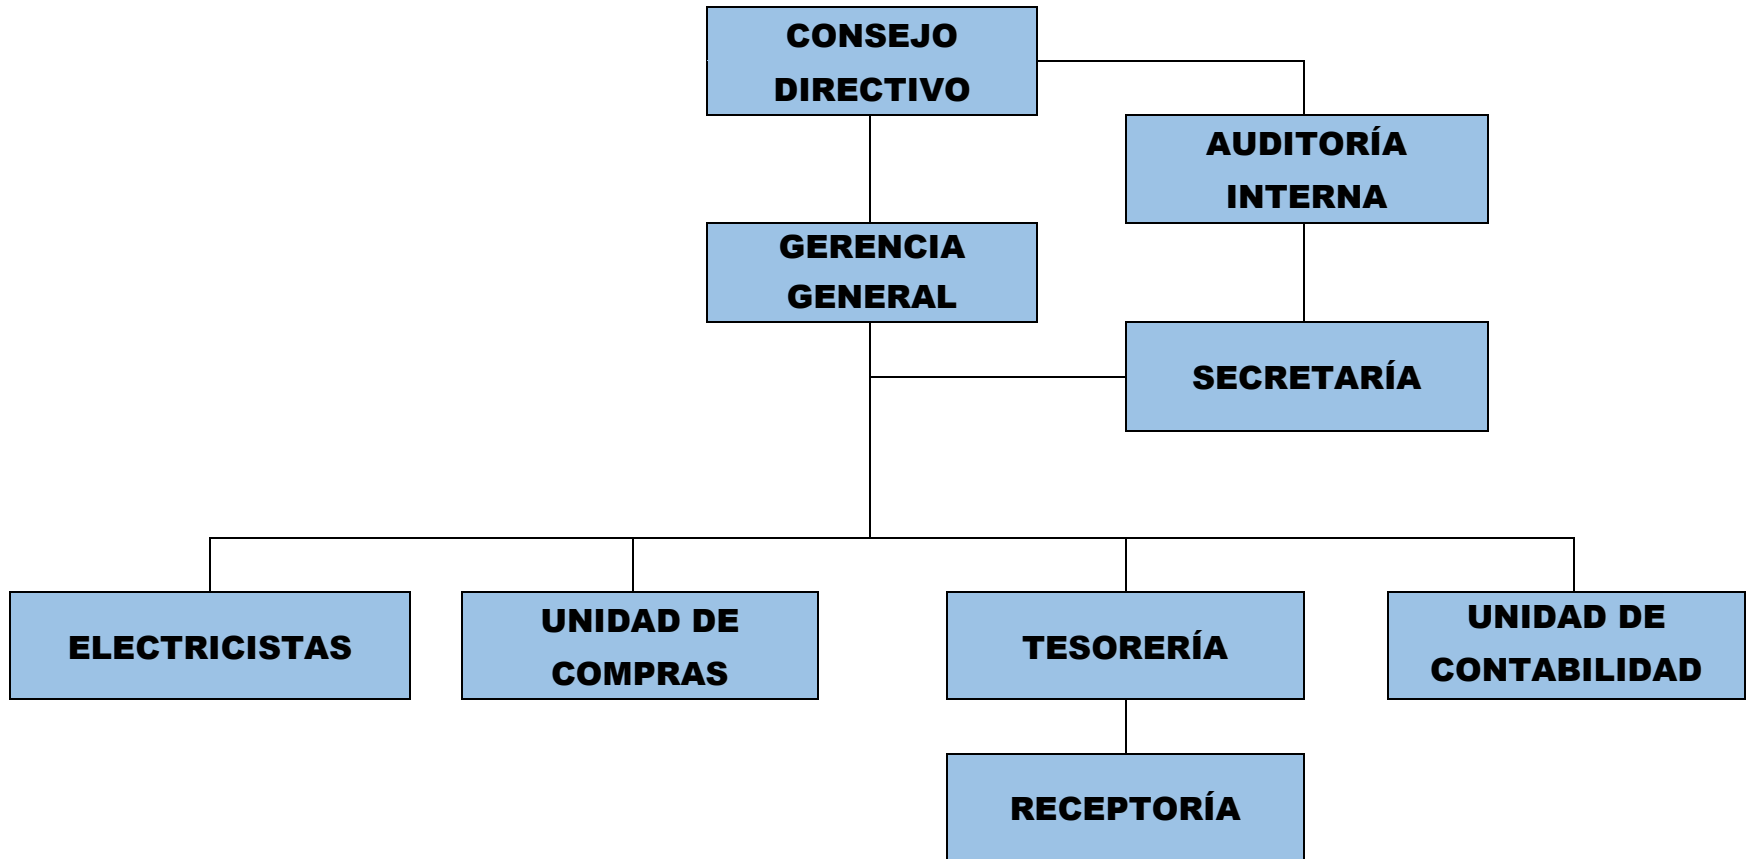 CONSEJO
DIRECTIVO
AUDITORÍA
INTERNA
GERENCIA
GENERAL
SECRETARÍA
ELECTRICISTAS
UNIDAD DE
COMPRAS
TESORERÍA
UNIDAD DE
CONTABILIDAD
RECEPTORÍA